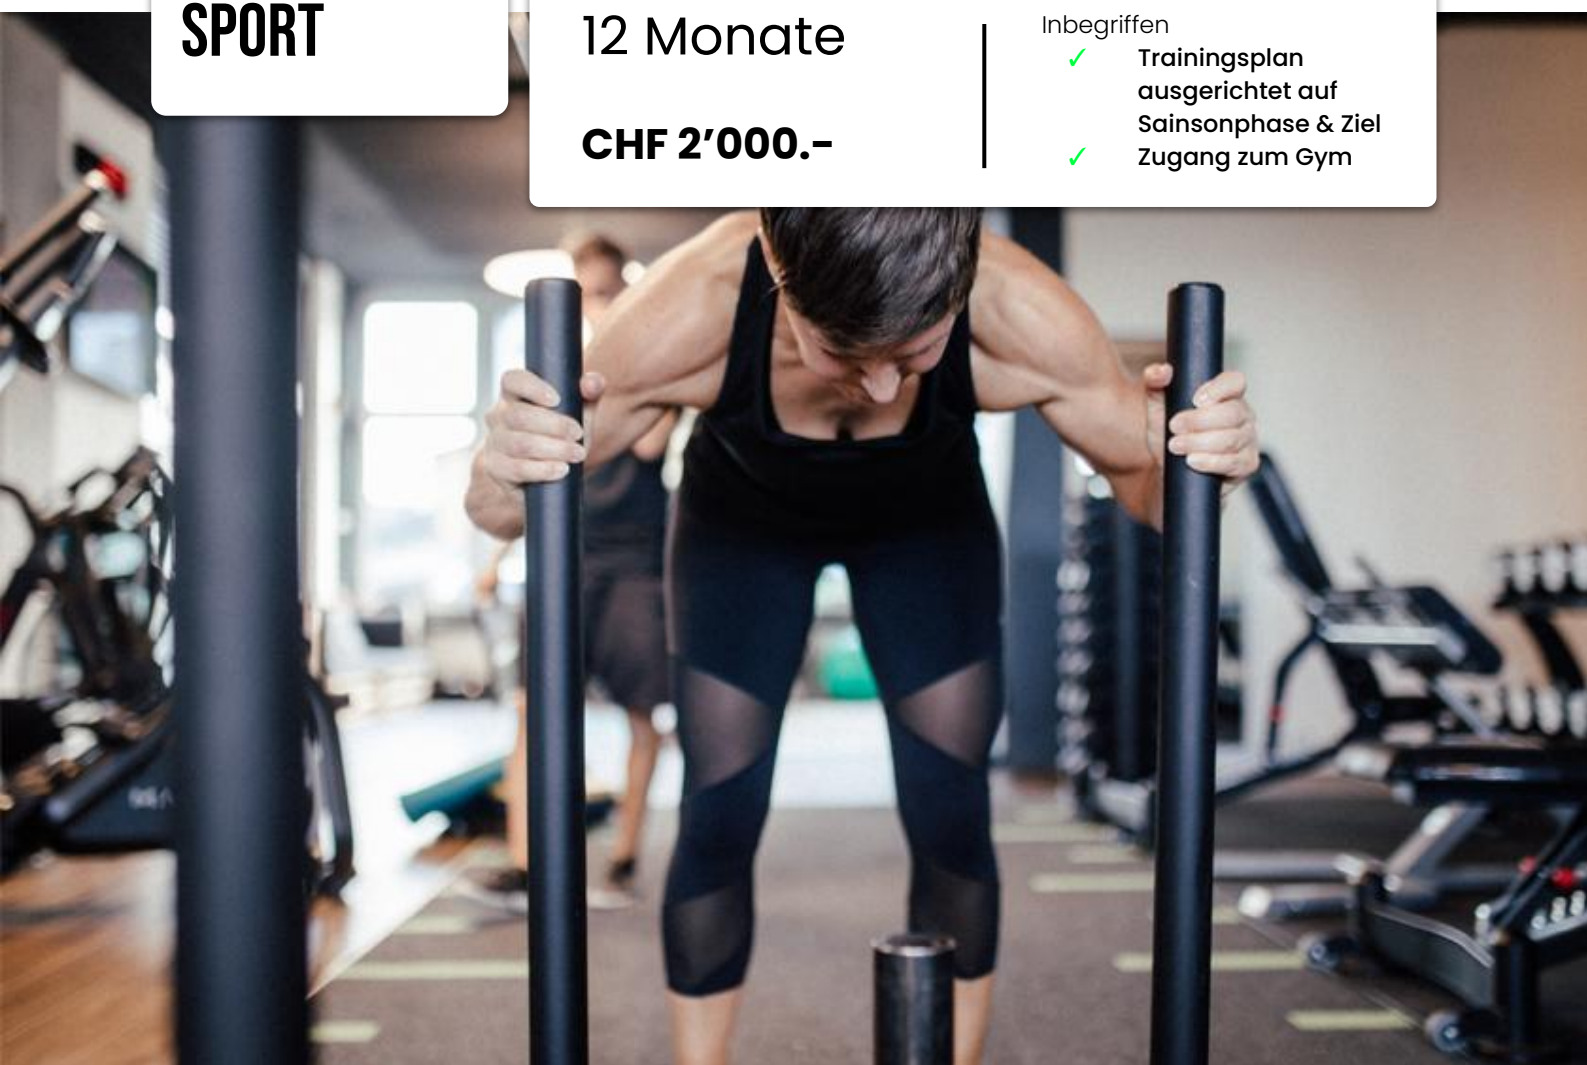 SPORT
12 Monate
CHF 2’000.-
Inbegriffen
✓ Trainingsplan
ausgerichtet auf
Sainsonphase & Ziel
✓ Zugang zum Gym